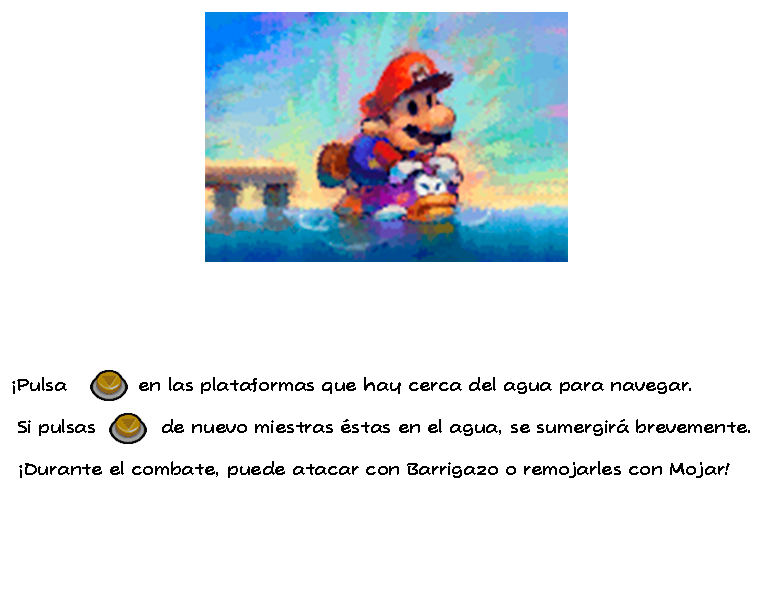 ¡Pulsa en las plataformas que hay cerca del agua para navegar.
Si pulsas de nuevo miestras éstas en el agua, se sumergirá brevemente.
¡Durante el combate, puede atacar con Barrigazo o remojarles con Mojar!